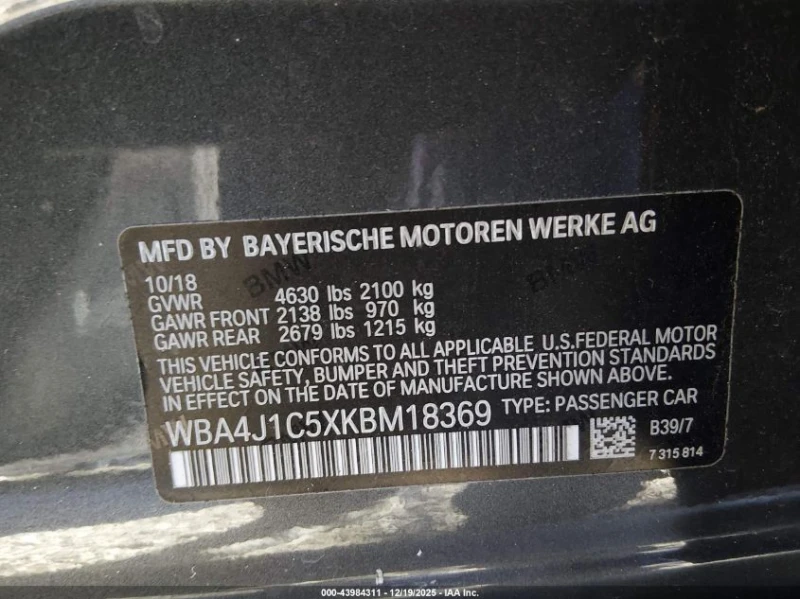 MFD BY BAYERISCHE MOTOREN WERKE AG
10/18
GVWR 4630 lbs 2100 kg
GAWR FRONT 2138 lbs 970 kg
GAWR REAR 2679 lbs 1215 kg
THIS VEHICLE CONFORMS TO ALL APPLICABLE U.S.FEDERAL MOTOR
VEHICLE SAFETY, BUMPER, AND THEFT PREVENTION STANDARDS
IN EFFECT ON THE DATE OF MANUFACTURE SHOWN ABOVE.
WBA4J1C5XKBM18369 TYPE: PASSENGER CAR
B39/7
7 315 814
BMW
BMW
000-43984311 - 12/19/2025 - IAA Inc.